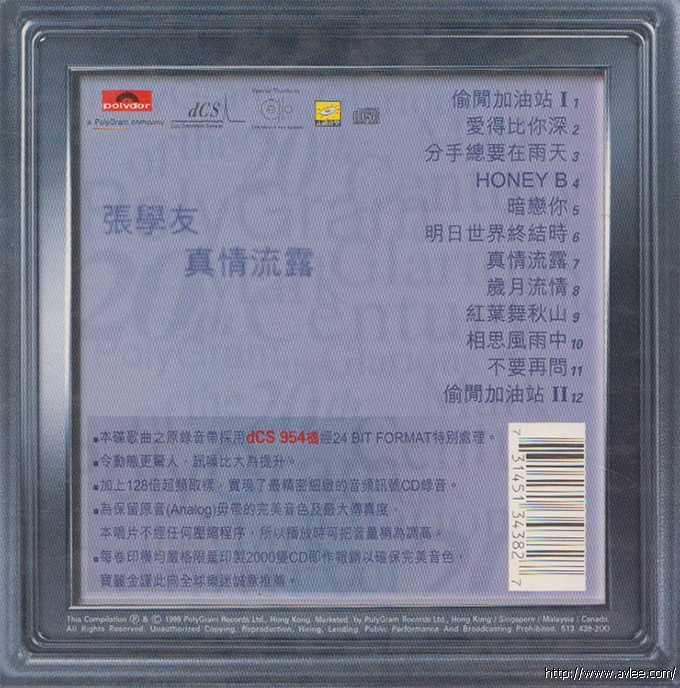 polydor
a PolyGram company
dCS
Data Conversion Systems
Special Thanks to
偷閒加油站 I 1
愛得比你深 2
分手總要在雨天 3
HONEY B 4
暗戀你 5
明日世界終結時 6
真情流露 7
歲月流情 8
紅葉舞秋山 9
相思風雨中 10
不要再問 11
偷閒加油站 II 12
張學友
真情流露
■本碟歌曲之原錄音帶採用dCS 954機經24 BIT FORMAT特別處理。
■令動態更驚人，訊噪比大為提升。
■加上128倍超頻取樣，實現了最精密細緻的音頻訊號CD錄音。
■為保留原音(Analog)母帶的完美音色及最大傳真度，
本唱片不經任何壓縮程序，所以播放時可把音量稍為調高。
■每卷印模均嚴格限量印製2000隻CD即作報銷以確保完美音色，
寶麗金謹此向全球樂迷誠意推薦。
7 31451 34382 7
This Compilation Ⓟ & © 1999 PolyGram Records Ltd., Hong Kong. Marketed by PolyGram Records Ltd., Hong Kong / Singapore / Malaysia / Canada.
All Rights Reserved. Unauthorized Copying, Reproduction, Hiring, Lending, Public Performance And Broadcasting Prohibited. 513 438-2(X)
http://www.avlee.com/